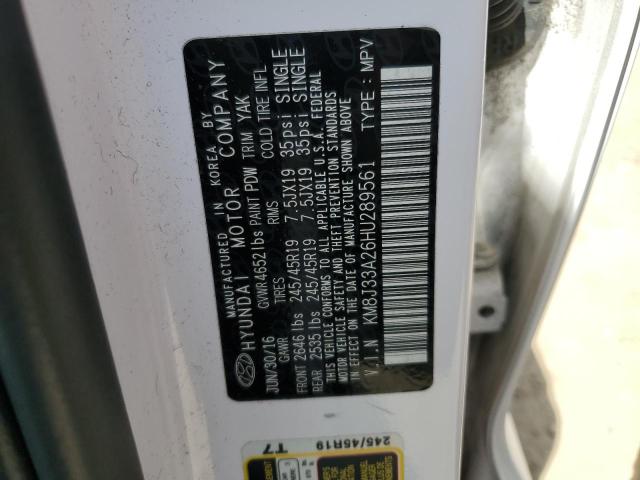 MANUFACTURED IN KOREA BY
HYUNDAI MOTOR COMPANY
JUN/30/16 GVWR 4652lbs PAINT PDW TRIM YAK
GAWR TIRES RIMS COLD TIRE INFL
FRONT 2646 lbs 245/45R19 7.5JX19 35psi SINGLE
REAR 2535 lbs 245/45R19 7.5JX19 35psi SINGLE
THIS VEHICLE CONFORMS TO ALL APPLICABLE U.S.A. FEDERAL
MOTOR VEHICLE SAFETY AND THEFT PREVENTION STANDARDS
IN EFFECT ON THE DATE OF MANUFACTURE SHOWN ABOVE
V.I.N KM8J33A26HU289561 TYPE: MPV
T7
245/45R19